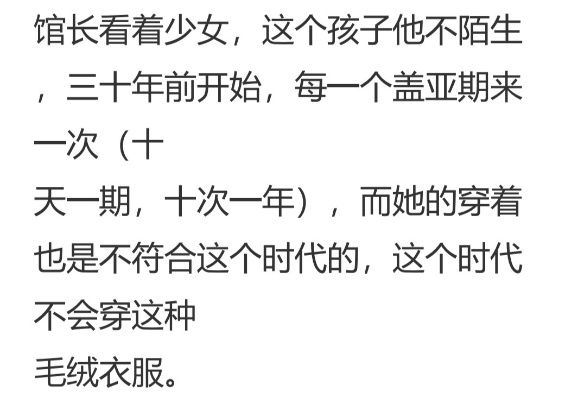 馆长看着少女，这个孩子他不陌生
，三十年前开始，每一个盖亚期来
一次（十
天一期，十次一年），而她的穿着
也是不符合这个时代的，这个时代
不会穿这种
毛绒衣服。